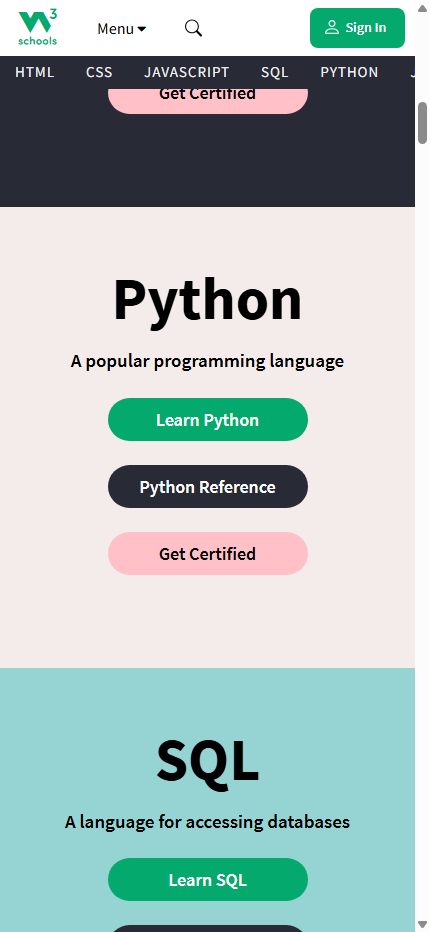 3
schools
Menu
Sign In
HTML
CSS
JAVASCRIPT
SQL
PYTHON
Get Certified
Python
A popular programming language
Learn Python
Python Reference
Get Certified
SQL
A language for accessing databases
Learn SQL